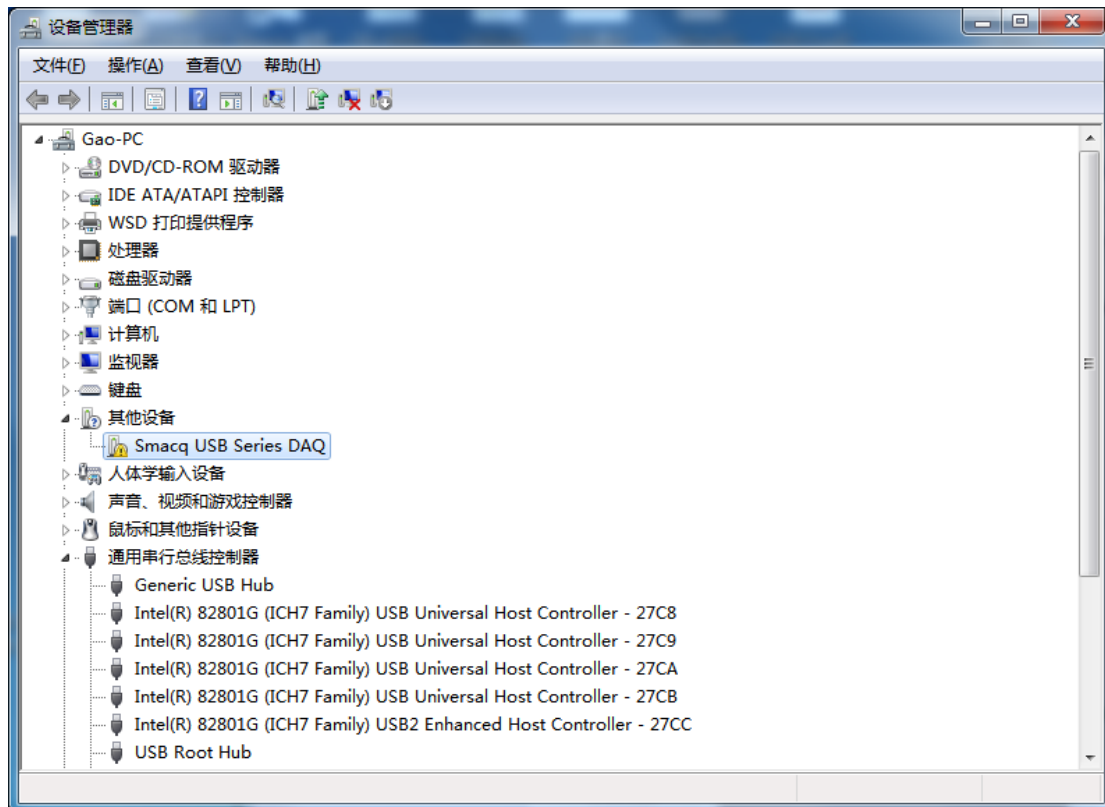 设备管理器
文件(F) 操作(A) 查看(V) 帮助(H)
Gao-PC
DVD/CD-ROM 驱动器
IDE ATA/ATAPI 控制器
WSD 打印提供程序
处理器
磁盘驱动器
端口 (COM 和 LPT)
计算机
监视器
键盘
其他设备
Smacq USB Series DAQ
人体学输入设备
声音、视频和游戏控制器
鼠标和其他指针设备
通用串行总线控制器
Generic USB Hub
Intel(R) 82801G (ICH7 Family) USB Universal Host Controller - 27C8
Intel(R) 82801G (ICH7 Family) USB Universal Host Controller - 27C9
Intel(R) 82801G (ICH7 Family) USB Universal Host Controller - 27CA
Intel(R) 82801G (ICH7 Family) USB Universal Host Controller - 27CB
Intel(R) 82801G (ICH7 Family) USB2 Enhanced Host Controller - 27CC
USB Root Hub